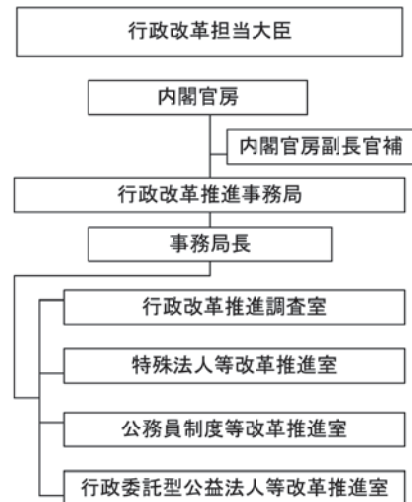 行政改革担当大臣
内閣官房
内閣官房副長官補
行政改革推進事務局
事務局長
行政改革推進調査室
特殊法人等改革推進室
公務員制度等改革推進室
行政委託型公益法人等改革推進室